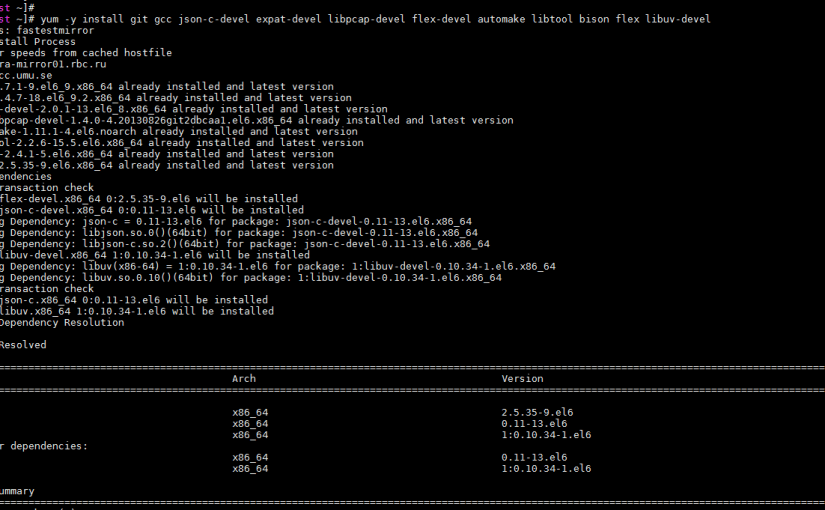 st ~]#
st ~]# yum -y install git gcc json-c-devel expat-devel libpcap-devel flex-devel automake libtool bison flex libuv-devel
s: fastestmirror
stall Process
r speeds from cached hostfile
ra-mirror01.rbc.ru
cc.umu.se
.7.1-9.el6_9.x86_64 already installed and latest version
.4.7-18.el6_9.2.x86_64 already installed and latest version
-devel-2.0.1-13.el6_8.x86_64 already installed and latest version
bpcap-devel-1.4.0-4.20130826git2dbcaa1.el6.x86_64 already installed and latest version
ake-1.11.1-4.el6.noarch already installed and latest version
ol-2.2.6-15.5.el6.x86_64 already installed and latest version
-2.4.1-5.el6.x86_64 already installed and latest version
2.5.35-9.el6.x86_64 already installed and latest version
endencies
ransaction check
flex-devel.x86_64 0:2.5.35-9.el6 will be installed
json-c-devel.x86_64 0:0.11-13.el6 will be installed
g Dependency: json-c = 0.11-13.el6 for package: json-c-devel-0.11-13.el6.x86_64
g Dependency: libjson.so.0()(64bit) for package: json-c-devel-0.11-13.el6.x86_64
g Dependency: libjson-c.so.2()(64bit) for package: json-c-devel-0.11-13.el6.x86_64
libuv-devel.x86_64 1:0.10.34-1.el6 will be installed
g Dependency: libuv(x86-64) = 1:0.10.34-1.el6 for package: 1:libuv-devel-0.10.34-1.el6.x86_64
g Dependency: libuv.so.0.10()(64bit) for package: 1:libuv-devel-0.10.34-1.el6.x86_64
ransaction check
json-c.x86_64 0:0.11-13.el6 will be installed
libuv.x86_64 1:0.10.34-1.el6 will be installed
Dependency Resolution
Resolved
Arch Version
x86_64 2.5.35-9.el6
x86_64 0.11-13.el6
x86_64 1:0.10.34-1.el6
r dependencies:
x86_64 0.11-13.el6
x86_64 1:0.10.34-1.el6
ummary